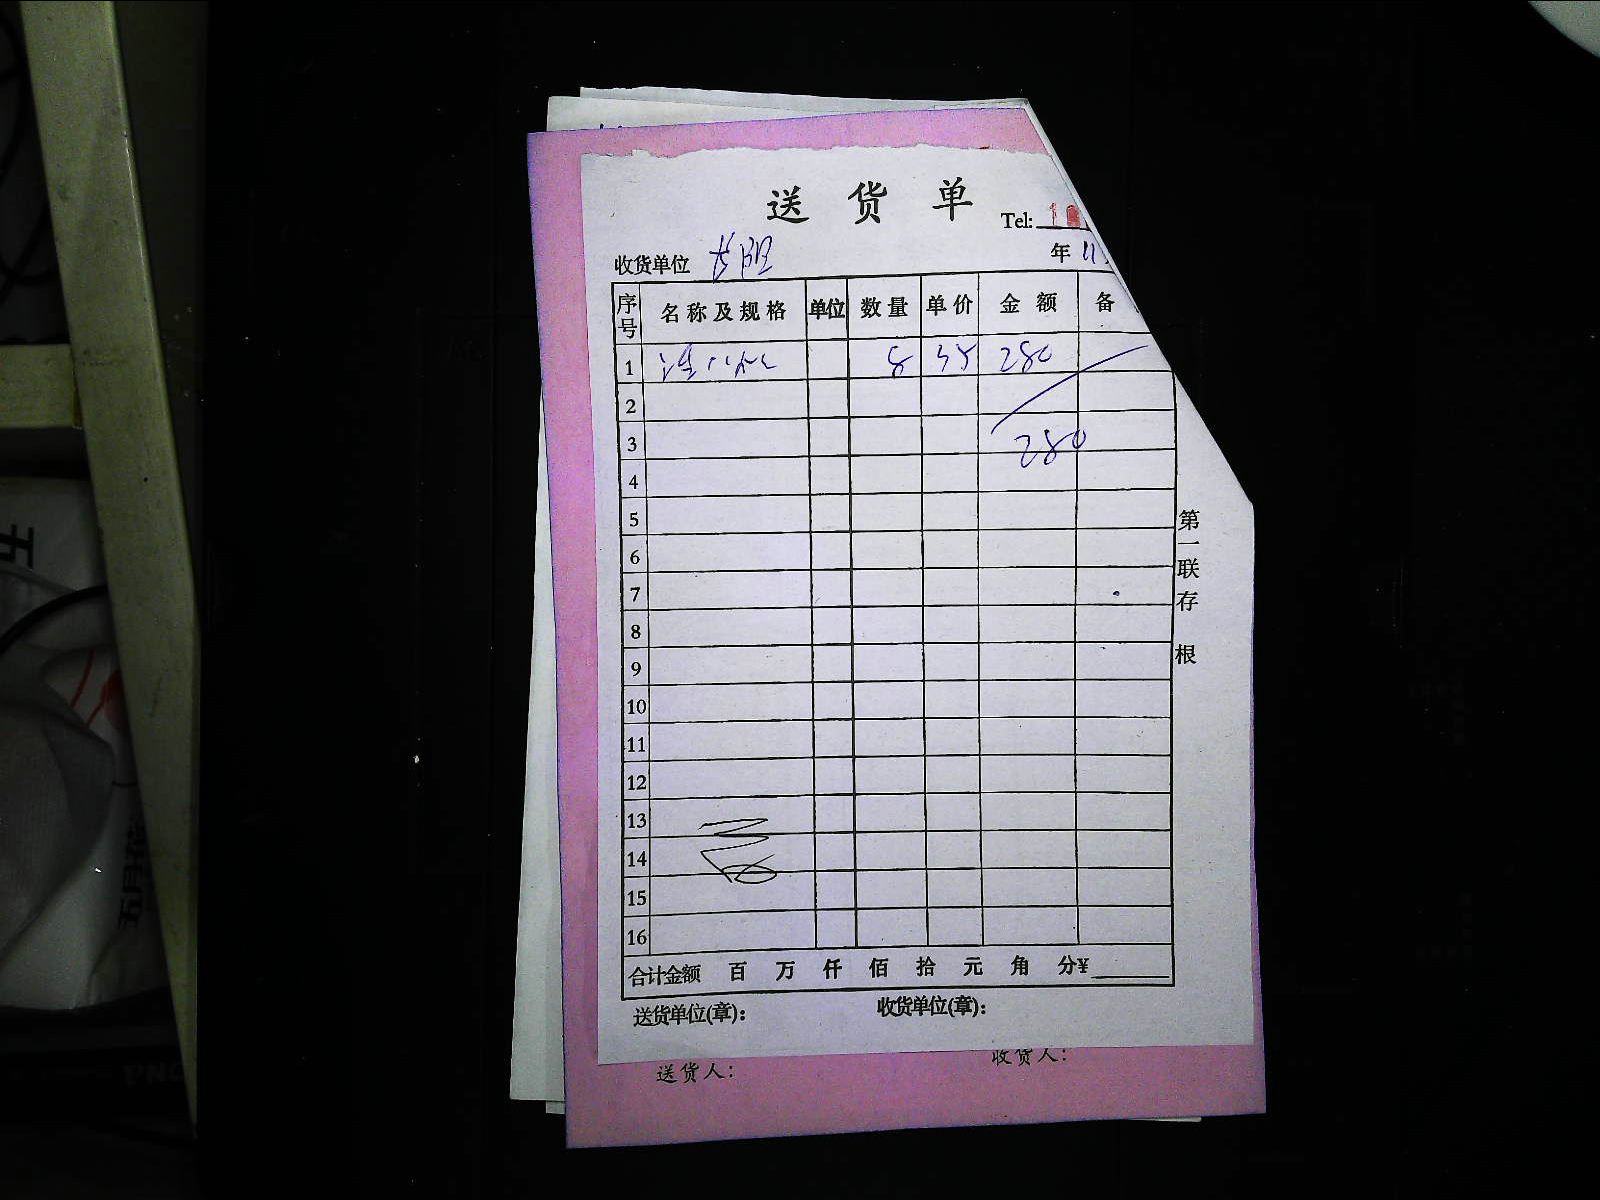 送货单
Tel:
收货单位 年 11
序号 名称及规格 单位 数量 单价 金额 备
1 8 35 280
2
3 280
4
5
6
7
8
9
10
11
12
13
14
15
16
合计金额 百 万 仟 佰 拾 元 角 分¥
送货单位(章): 收货单位(章):
第一联存根
送货人: 收货人:
五